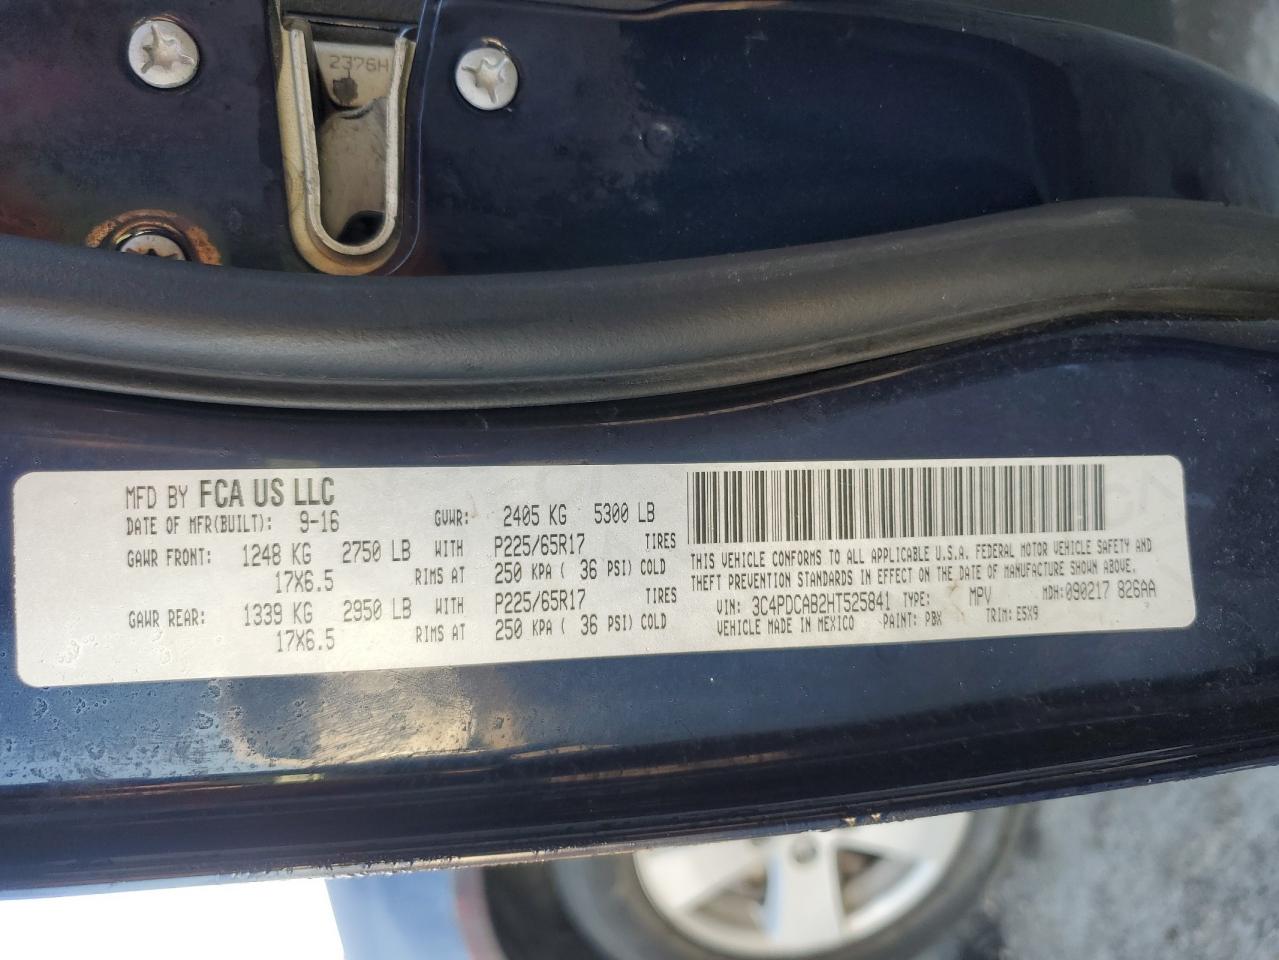 2376H
MFD BY FCA US LLC
DATE OF MFR(BUILT): 9-16 GVWR: 2405 KG 5300 LB
GAWR FRONT: 1248 KG 2750 LB WITH P225/65R17 TIRES
17X6.5 RIMS AT 250 KPA ( 36 PSI) COLD
GAWR REAR: 1339 KG 2950 LB WITH P225/65R17 TIRES
17X6.5 RIMS AT 250 KPA ( 36 PSI) COLD
THIS VEHICLE CONFORMS TO ALL APPLICABLE U.S.A. FEDERAL MOTOR VEHICLE SAFETY AND
THEFT PREVENTION STANDARDS IN EFFECT ON THE DATE OF MANUFACTURE SHOWN ABOVE.
VIN: 3C4PDCAB2HT525841 TYPE: MPV MDH: 090217 826AA
VEHICLE MADE IN MEXICO PAINT: PBX TRIM: E5X9